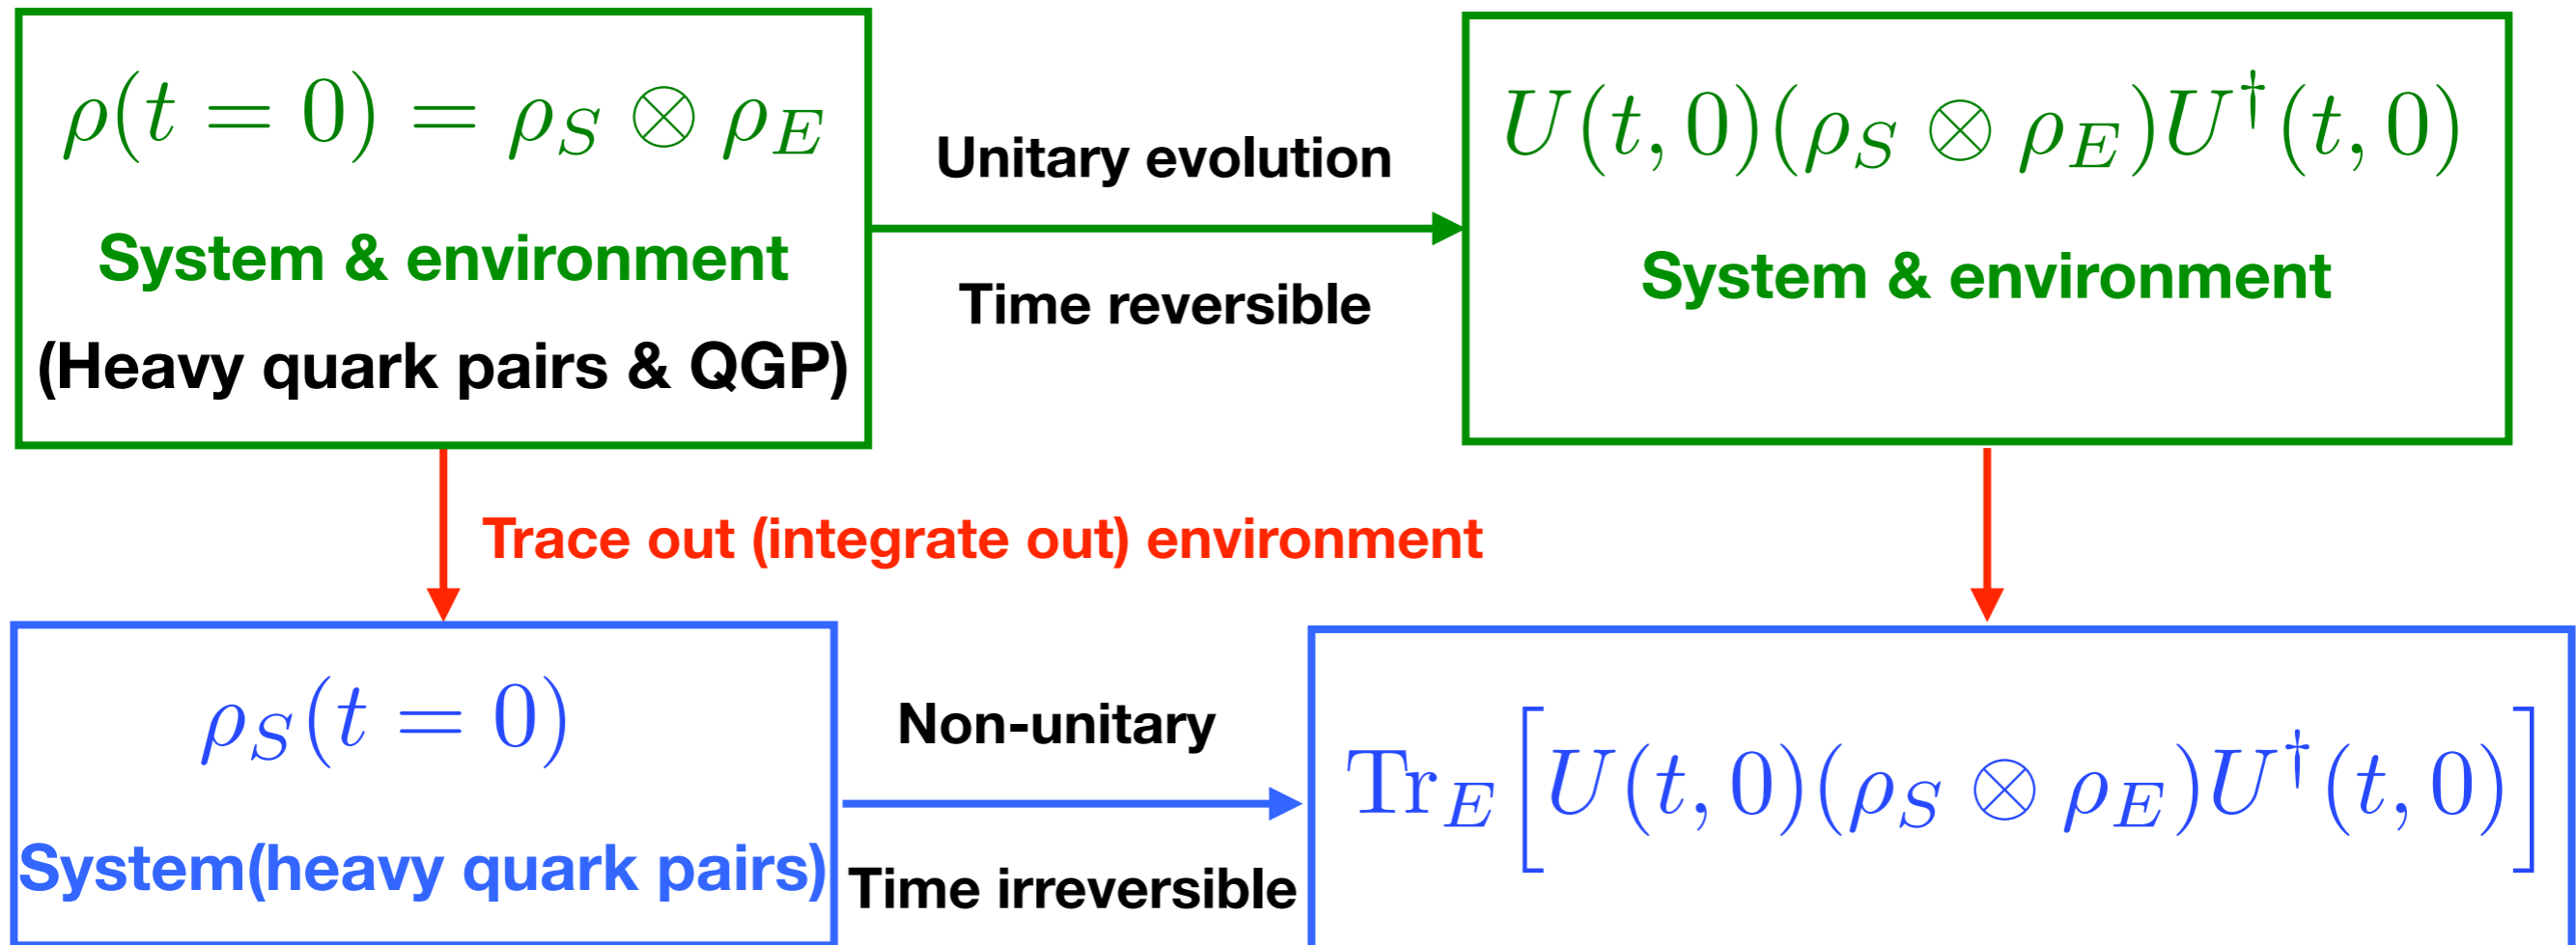 ρ(t = 0) = ρ_S ⊗ ρ_E
System & environment
(Heavy quark pairs & QGP)
Unitary evolution
Time reversible
U(t, 0)(ρ_S ⊗ ρ_E)U†(t, 0)
System & environment
Trace out (integrate out) environment
ρ_S(t = 0)
System(heavy quark pairs)
Non-unitary
Time irreversible
Tr_E[U(t, 0)(ρ_S ⊗ ρ_E)U†(t, 0)]